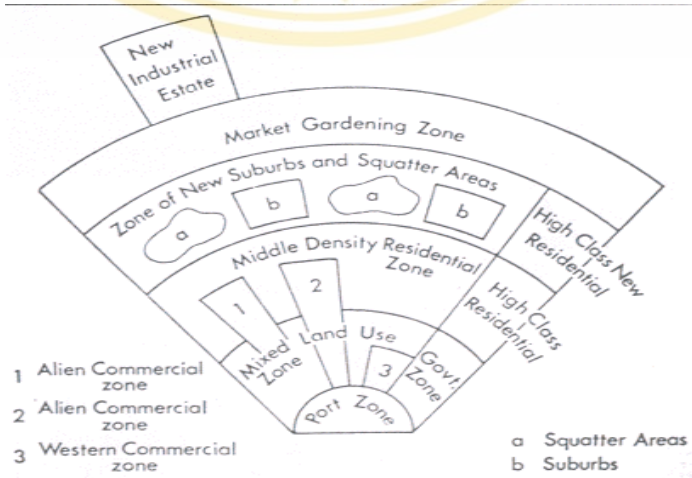 New
Industrial
Estate
Market Gardening Zone
Zone of New Suburbs and Squatter Areas
a
b
a
b
High Class New
Residential
Middle Density Residential
Zone
High Class
Residential
1
2
Mixed Land Use
Zone
3
Govt.
Zone
Port Zone
1 Alien Commercial
zone
2 Alien Commercial
zone
3 Western Commercial
zone
a Squatter Areas
b Suburbs